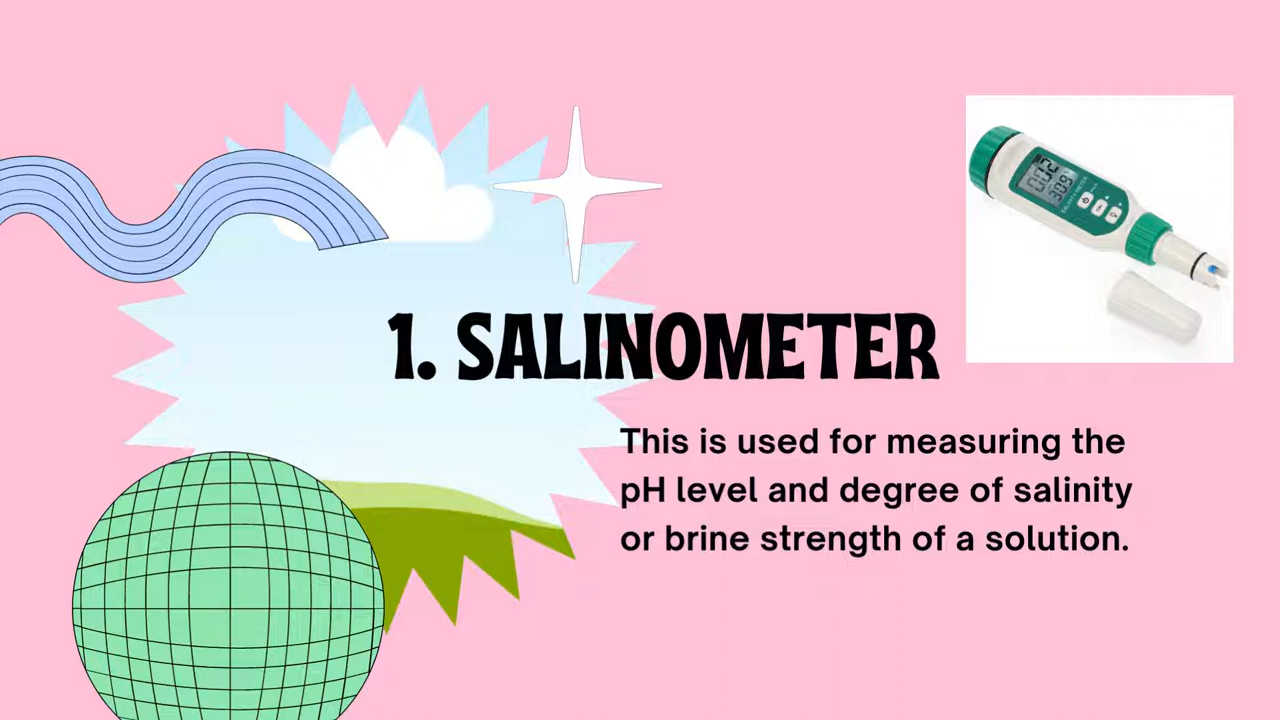 1. SALINOMETER
This is used for measuring the
pH level and degree of salinity
or brine strength of a solution.